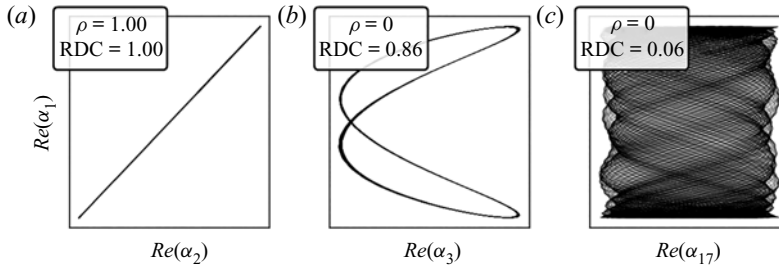 (a)
ρ = 1.00
RDC = 1.00
Re(α₁)
Re(α₂)
(b)
ρ = 0
RDC = 0.86
Re(α₃)
(c)
ρ = 0
RDC = 0.06
Re(α₁₇)